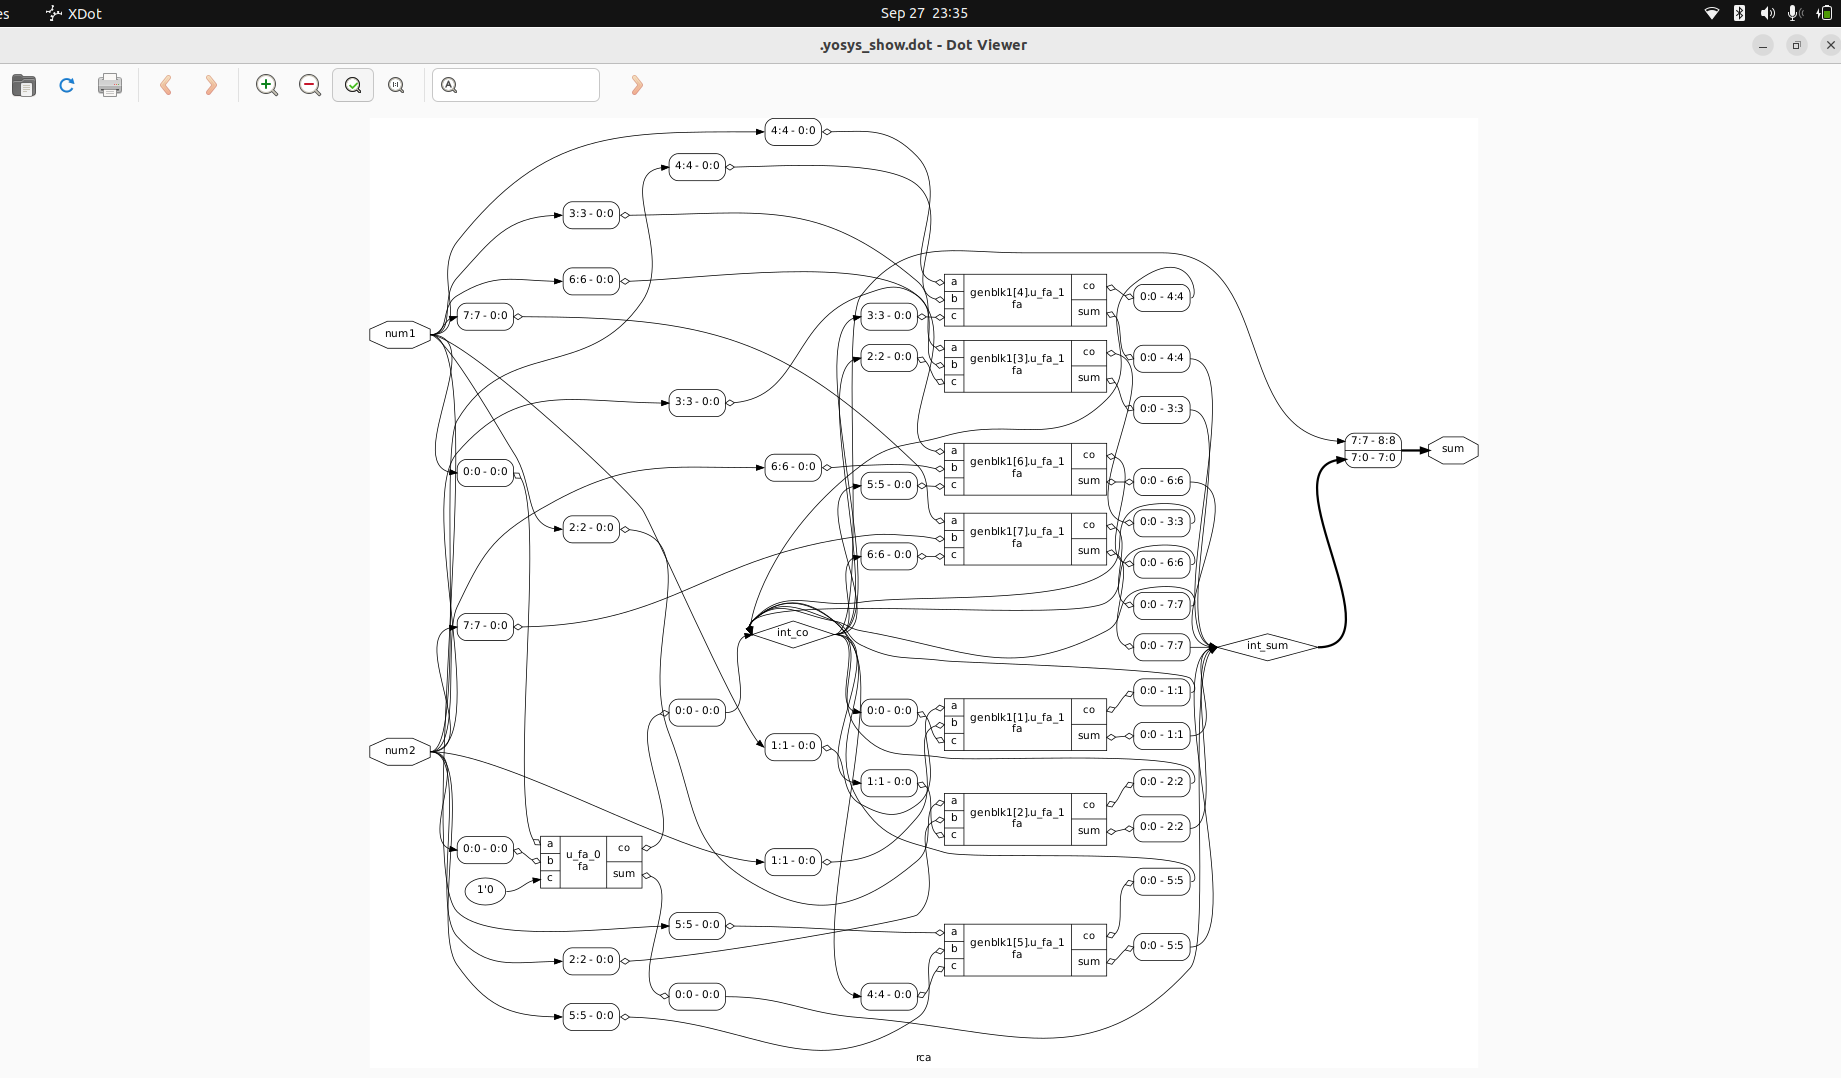 es
XDot
Sep 27 23:35
.yosys_show.dot - Dot Viewer
A
4:4 - 0:0
4:4 - 0:0
3:3 - 0:0
6:6 - 0:0
7:7 - 0:0
num1
3:3 - 0:0
0:0 - 0:0
6:6 - 0:0
2:2 - 0:0
7:7 - 0:0
num2
0:0 - 0:0
1'0
a
b
c
u_fa_0
fa
co
sum
0:0 - 0:0
1:1 - 0:0
1:1 - 0:0
5:5 - 0:0
2:2 - 0:0
0:0 - 0:0
5:5 - 0:0
int_co
3:3 - 0:0
2:2 - 0:0
5:5 - 0:0
6:6 - 0:0
0:0 - 0:0
1:1 - 0:0
4:4 - 0:0
a
b
c
genblk1[4].u_fa_1
fa
co
sum
a
b
c
genblk1[3].u_fa_1
fa
co
sum
a
b
c
genblk1[6].u_fa_1
fa
co
sum
a
b
c
genblk1[7].u_fa_1
fa
co
sum
a
b
c
genblk1[1].u_fa_1
fa
co
sum
a
b
c
genblk1[2].u_fa_1
fa
co
sum
a
b
c
genblk1[5].u_fa_1
fa
co
sum
0:0 - 4:4
0:0 - 4:4
0:0 - 3:3
0:0 - 6:6
0:0 - 3:3
0:0 - 6:6
0:0 - 7:7
0:0 - 7:7
0:0 - 1:1
0:0 - 1:1
0:0 - 2:2
0:0 - 2:2
0:0 - 5:5
0:0 - 5:5
int_sum
7:7 - 8:8
7:0 - 7:0
sum
rca